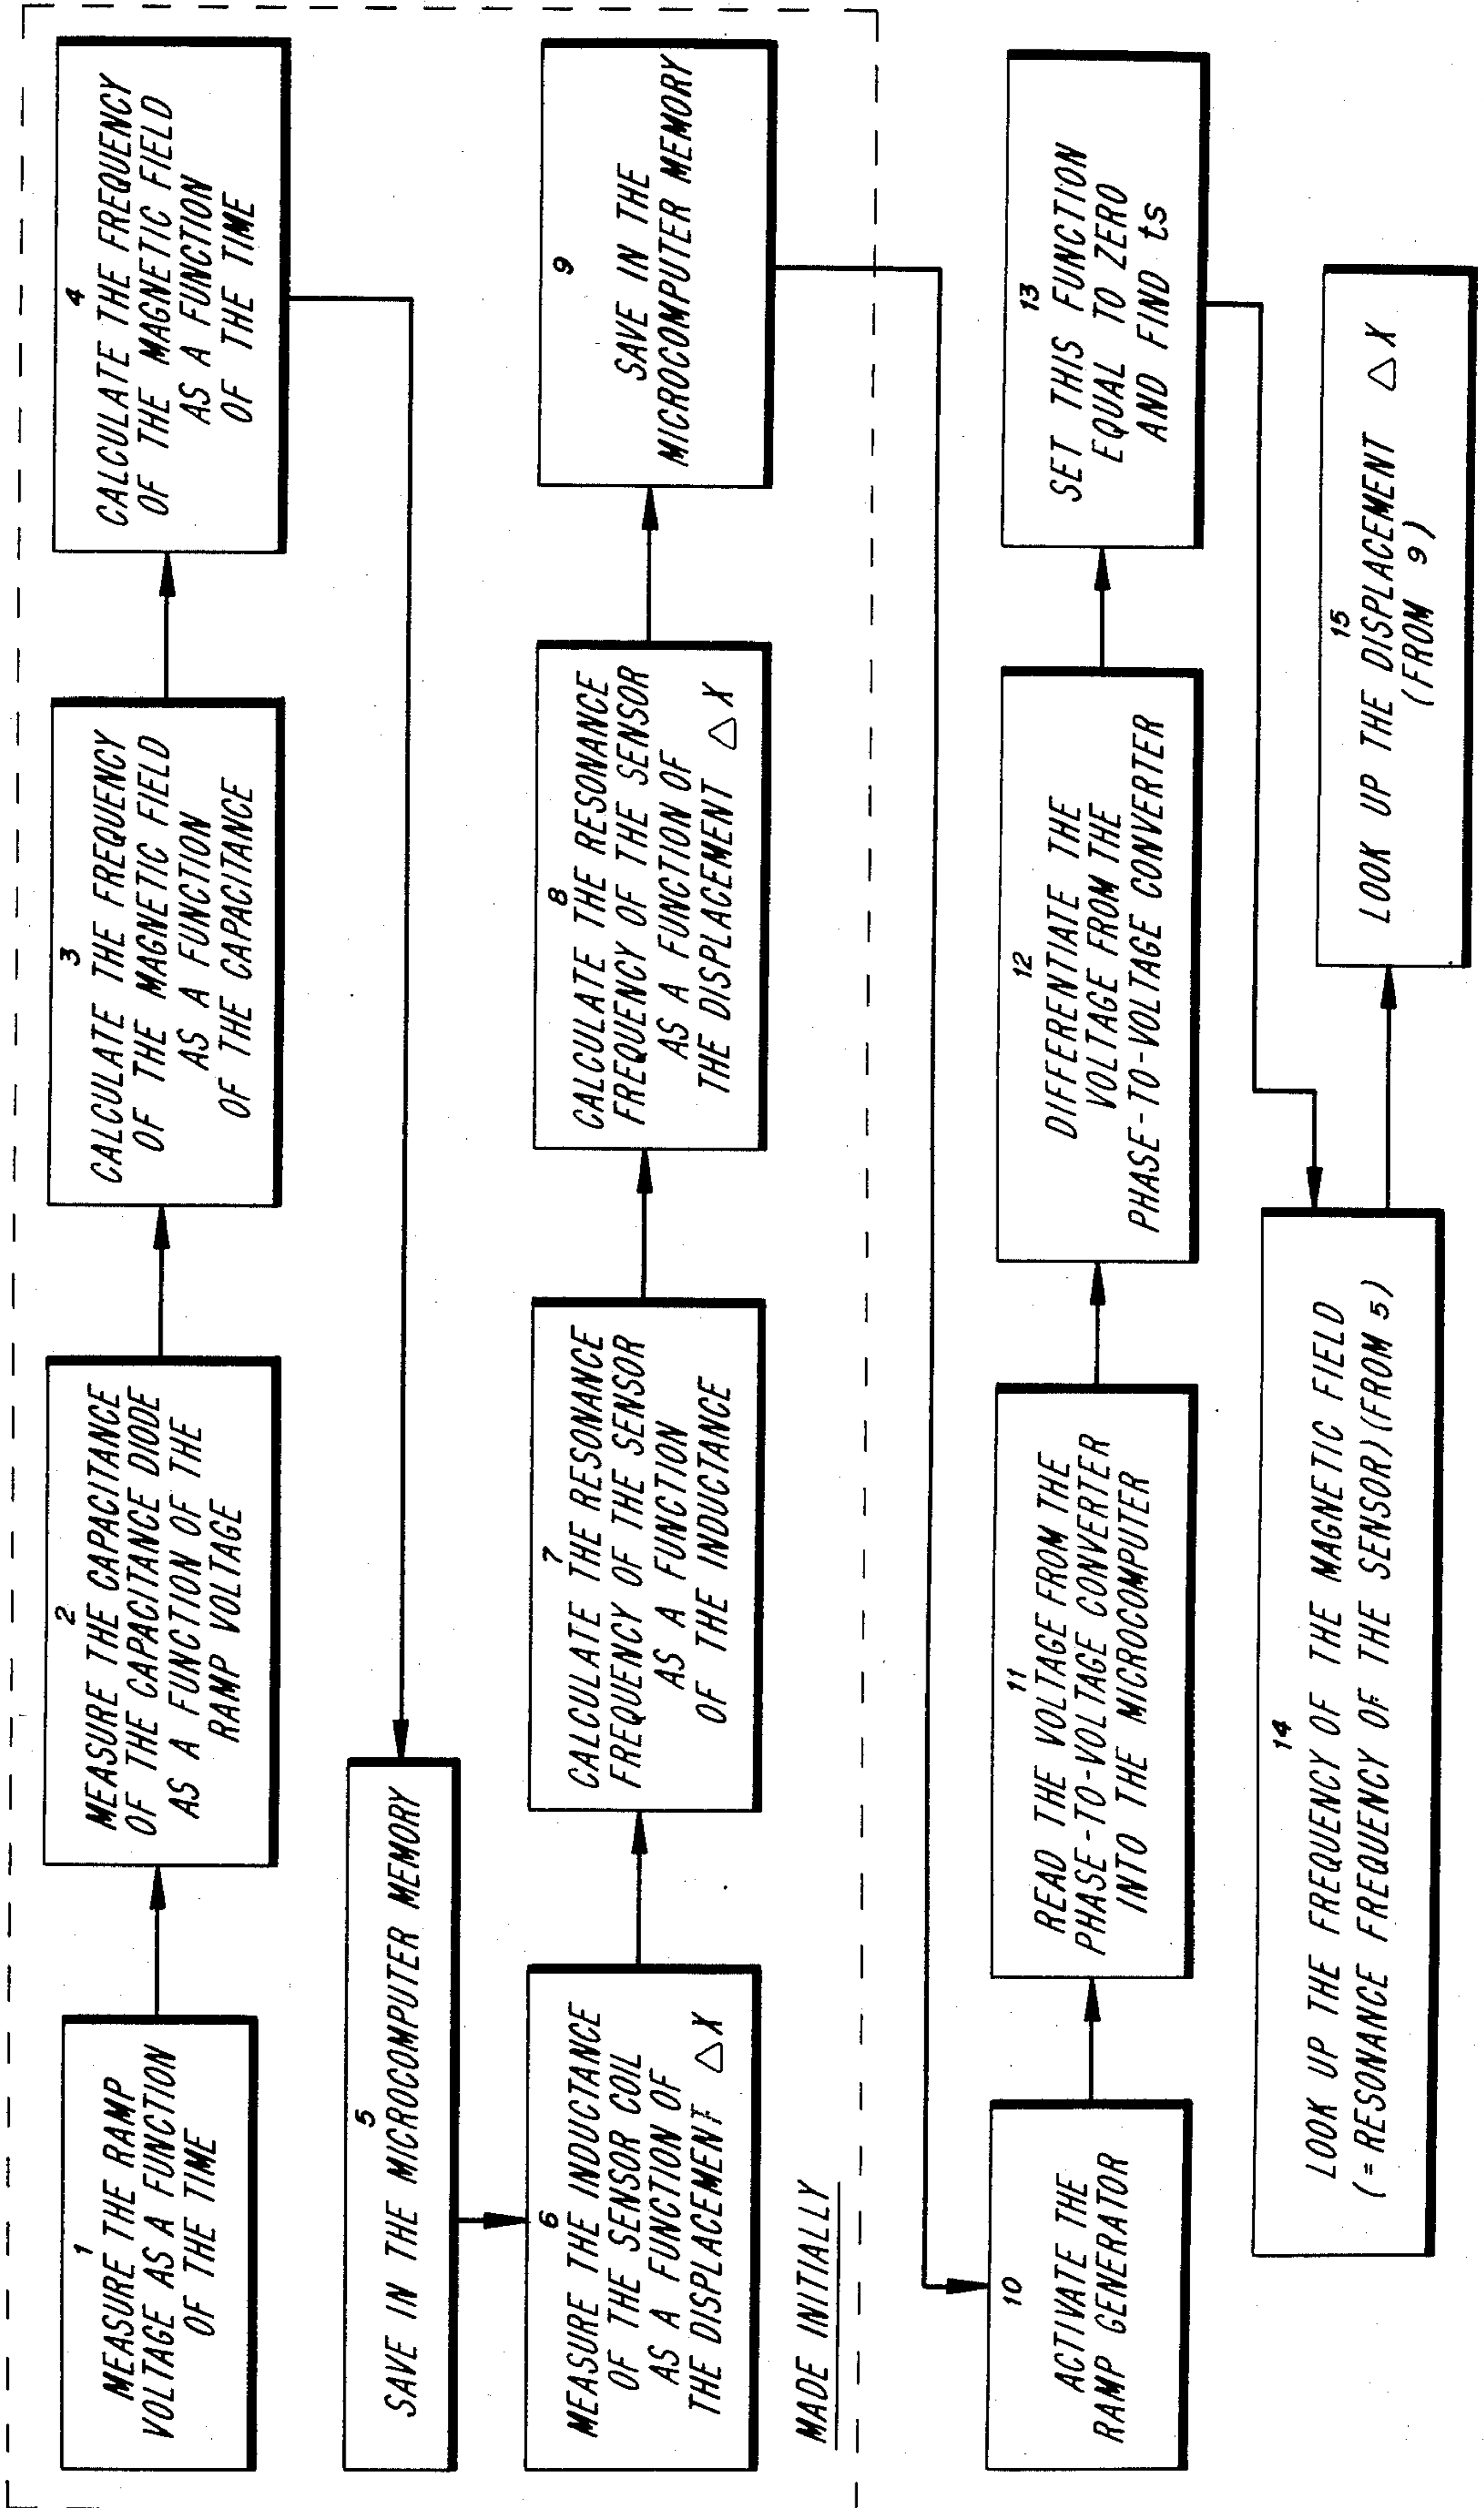 1
MEASURE THE RAMP
VOLTAGE AS A FUNCTION
OF THE TIME
2
MEASURE THE CAPACITANCE
OF THE CAPACITANCE DIODE
AS A FUNCTION OF THE
RAMP VOLTAGE
3
CALCULATE THE FREQUENCY
OF THE MAGNETIC FIELD
AS A FUNCTION
OF THE CAPACITANCE
4
CALCULATE THE FREQUENCY
OF THE MAGNETIC FIELD
AS A FUNCTION
OF THE TIME
5
SAVE IN THE MICROCOMPUTER MEMORY
6
MEASURE THE INDUCTANCE
OF THE SENSOR COIL
AS A FUNCTION OF
THE DISPLACEMENT △X
7
CALCULATE THE RESONANCE
FREQUENCY OF THE SENSOR
AS A FUNCTION
OF THE INDUCTANCE
8
CALCULATE THE RESONANCE
FREQUENCY OF THE SENSOR
AS A FUNCTION OF
THE DISPLACEMENT △X
9
SAVE IN THE
MICROCOMPUTER MEMORY
MADE INITIALLY
10
ACTIVATE THE
RAMP GENERATOR
11
READ THE VOLTAGE FROM THE
PHASE-TO-VOLTAGE CONVERTER
INTO THE MICROCOMPUTER
12
DIFFERENTIATE THE
VOLTAGE FROM THE
PHASE-TO-VOLTAGE CONVERTER
13
SET THIS FUNCTION
EQUAL TO ZERO
AND FIND ts
14
LOOK UP THE FREQUENCY OF THE MAGNETIC FIELD
(= RESONANCE FREQUENCY OF THE SENSOR) (FROM 5)
15
LOOK UP THE DISPLACEMENT △X
(FROM 9)